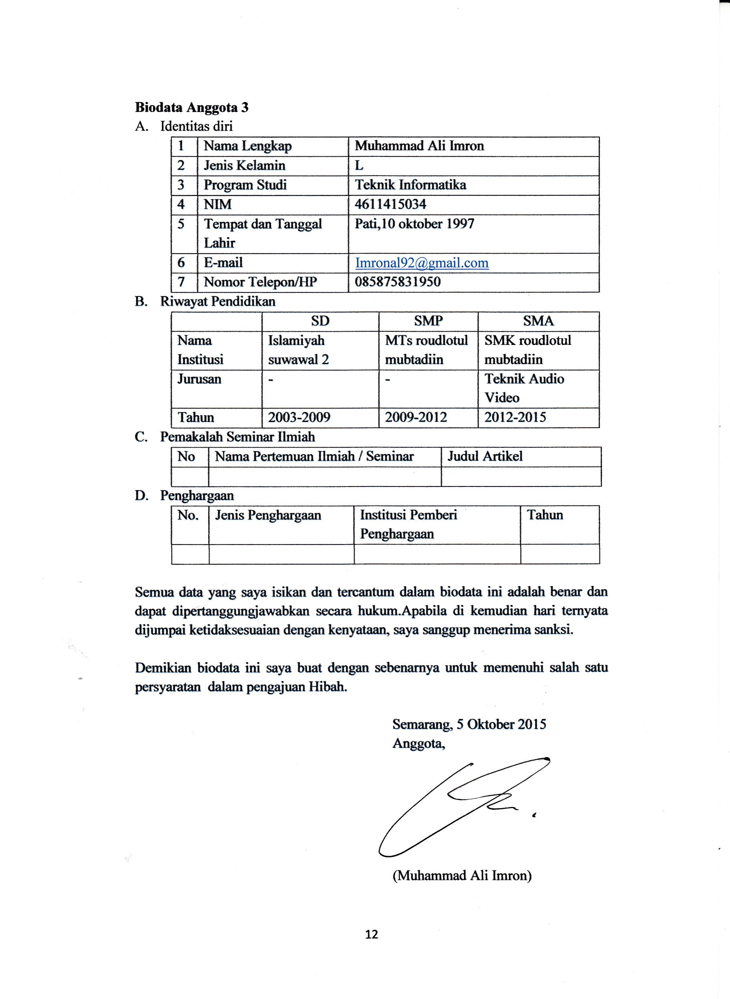 Biodata Anggota 3
A. Identitas diri
1 Nama Lengkap Muhammad Ali Imron
2 Jenis Kelamin L
3 Program Studi Teknik Informatika
4 NIM 4611415034
5 Tempat dan Tanggal Lahir Pati,10 oktober 1997
6 E-mail Imronal92@gmail.com
7 Nomor Telepon/HP 085875831950
B. Riwayat Pendidikan
SD SMP SMA
Nama Institusi Islamiyah suwawal 2 MTs roudlotul mubtadiin SMK roudlotul mubtadiin
Jurusan - - Teknik Audio Video
Tahun 2003-2009 2009-2012 2012-2015
C. Pemakalah Seminar Ilmiah
No Nama Pertemuan Ilmiah / Seminar Judul Artikel
D. Penghargaan
No. Jenis Penghargaan Institusi Pemberi Penghargaan Tahun
Semua data yang saya isikan dan tercantum dalam biodata ini adalah benar dan
dapat dipertanggungjawabkan secara hukum.Apabila di kemudian hari ternyata
dijumpai ketidaksesuaian dengan kenyataan, saya sanggup menerima sanksi.
Demikian biodata ini saya buat dengan sebenarnya untuk memenuhi salah satu
persyaratan dalam pengajuan Hibah.
Semarang, 5 Oktober 2015
Anggota,
(Muhammad Ali Imron)
12